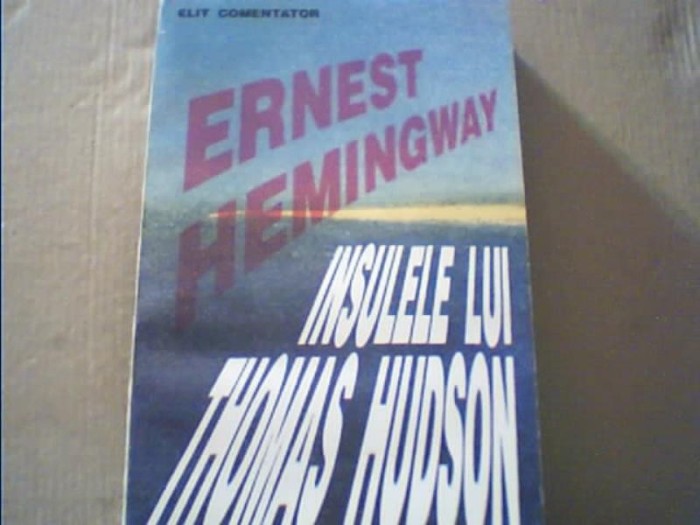 ELIT COMENTATOR
ERNEST
HEMINGWAY
INSULELE LUI
THOMAS HUDSON